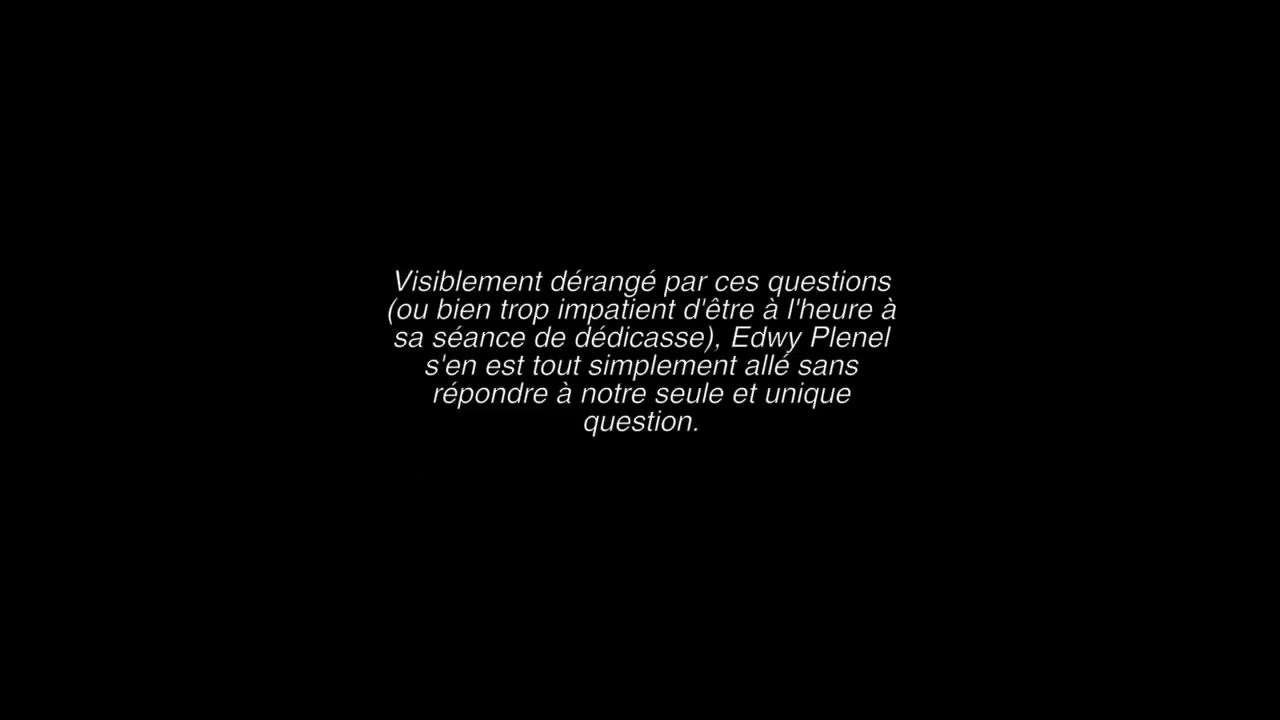 Visiblement dérangé par ces questions
(ou bien trop impatient d'être à l'heure à
sa séance de dédicasse), Edwy Plenel
s'en est tout simplement allé sans
répondre à notre seule et unique
question.